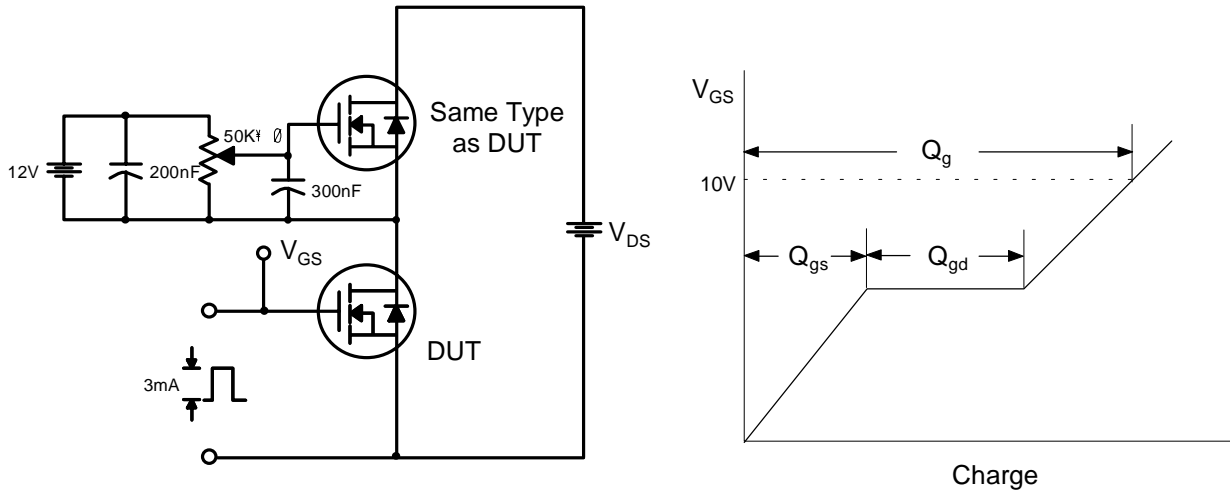 Same Type
as DUT
50K¥ Ø
12V
200nF
300nF
V_DS
V_GS
DUT
3mA
V_GS
Q_g
10V
Q_gs
Q_gd
Charge